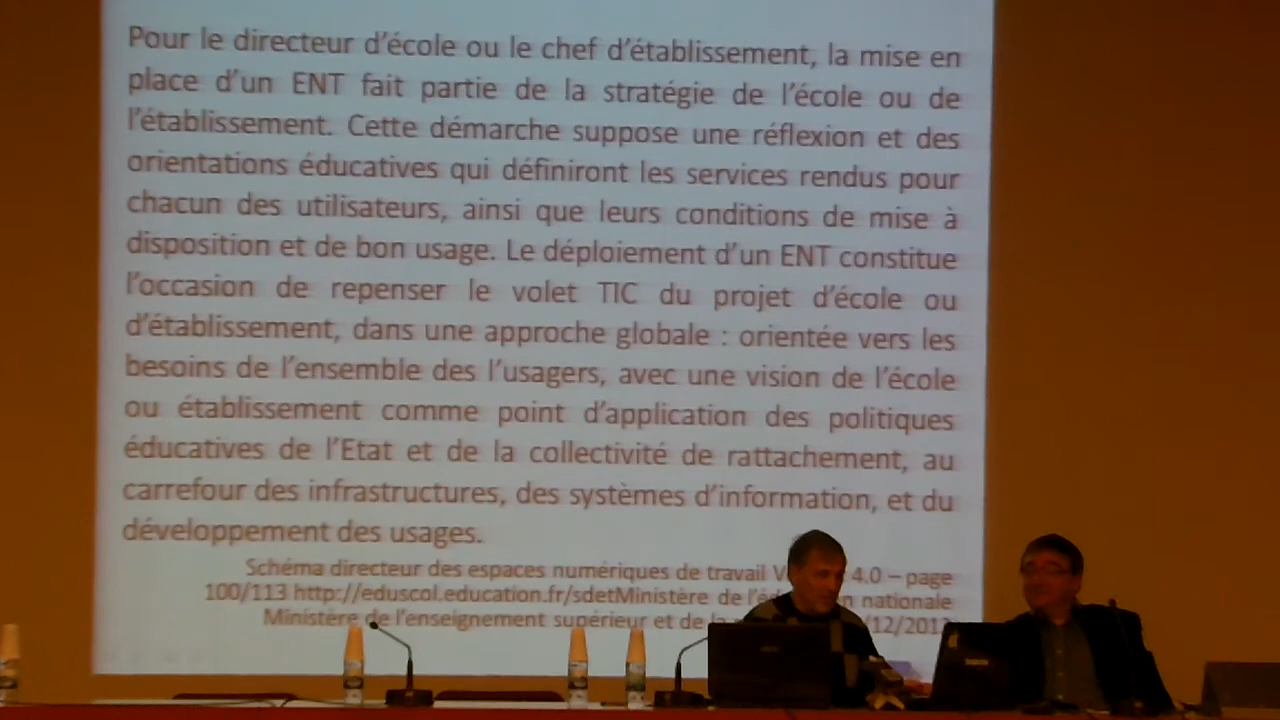 Pour le directeur d'école ou le chef d'établissement, la mise en
place d'un ENT fait partie de la stratégie de l'école ou de
l'établissement. Cette démarche suppose une réflexion et des
orientations éducatives qui définiront les services rendus pour
chacun des utilisateurs, ainsi que leurs conditions de mise à
disposition et de bon usage. Le déploiement d'un ENT constitue
l'occasion de repenser le volet TIC du projet d'école ou
d'établissement, dans une approche globale : orientée vers les
besoins de l'ensemble des l'usagers, avec une vision de l'école
ou établissement comme point d'application des politiques
éducatives de l'Etat et de la collectivité de rattachement, au
carrefour des infrastructures, des systèmes d'information, et du
développement des usages.
Schéma directeur des espaces numériques de travail 4.0 – page
100/113 http://eduscol.education.fr/sdetMinistère de nationale
Ministère de l'enseignement supérieur et de la /12/2012